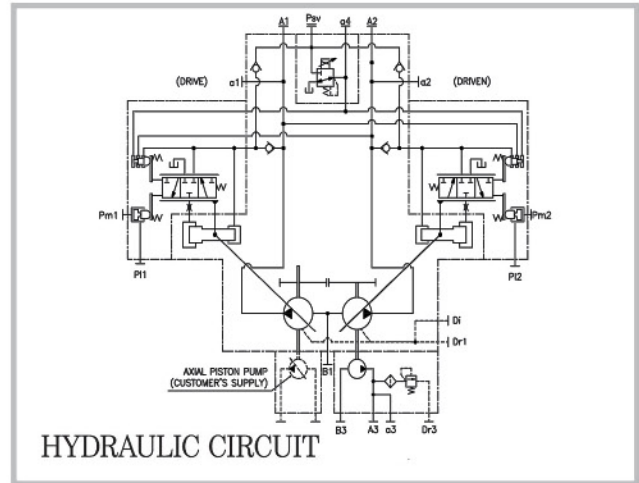 A1 Psv a4 A2
(DRIVE) a1 a2 (DRIVEN)
Pm1 Pm2
Pl1 Pl2
Di
Dr1
AXIAL PISTON PUMP B1
(CUSTOMER'S SUPPLY)
B3 A3 a3 Dr3
HYDRAULIC CIRCUIT